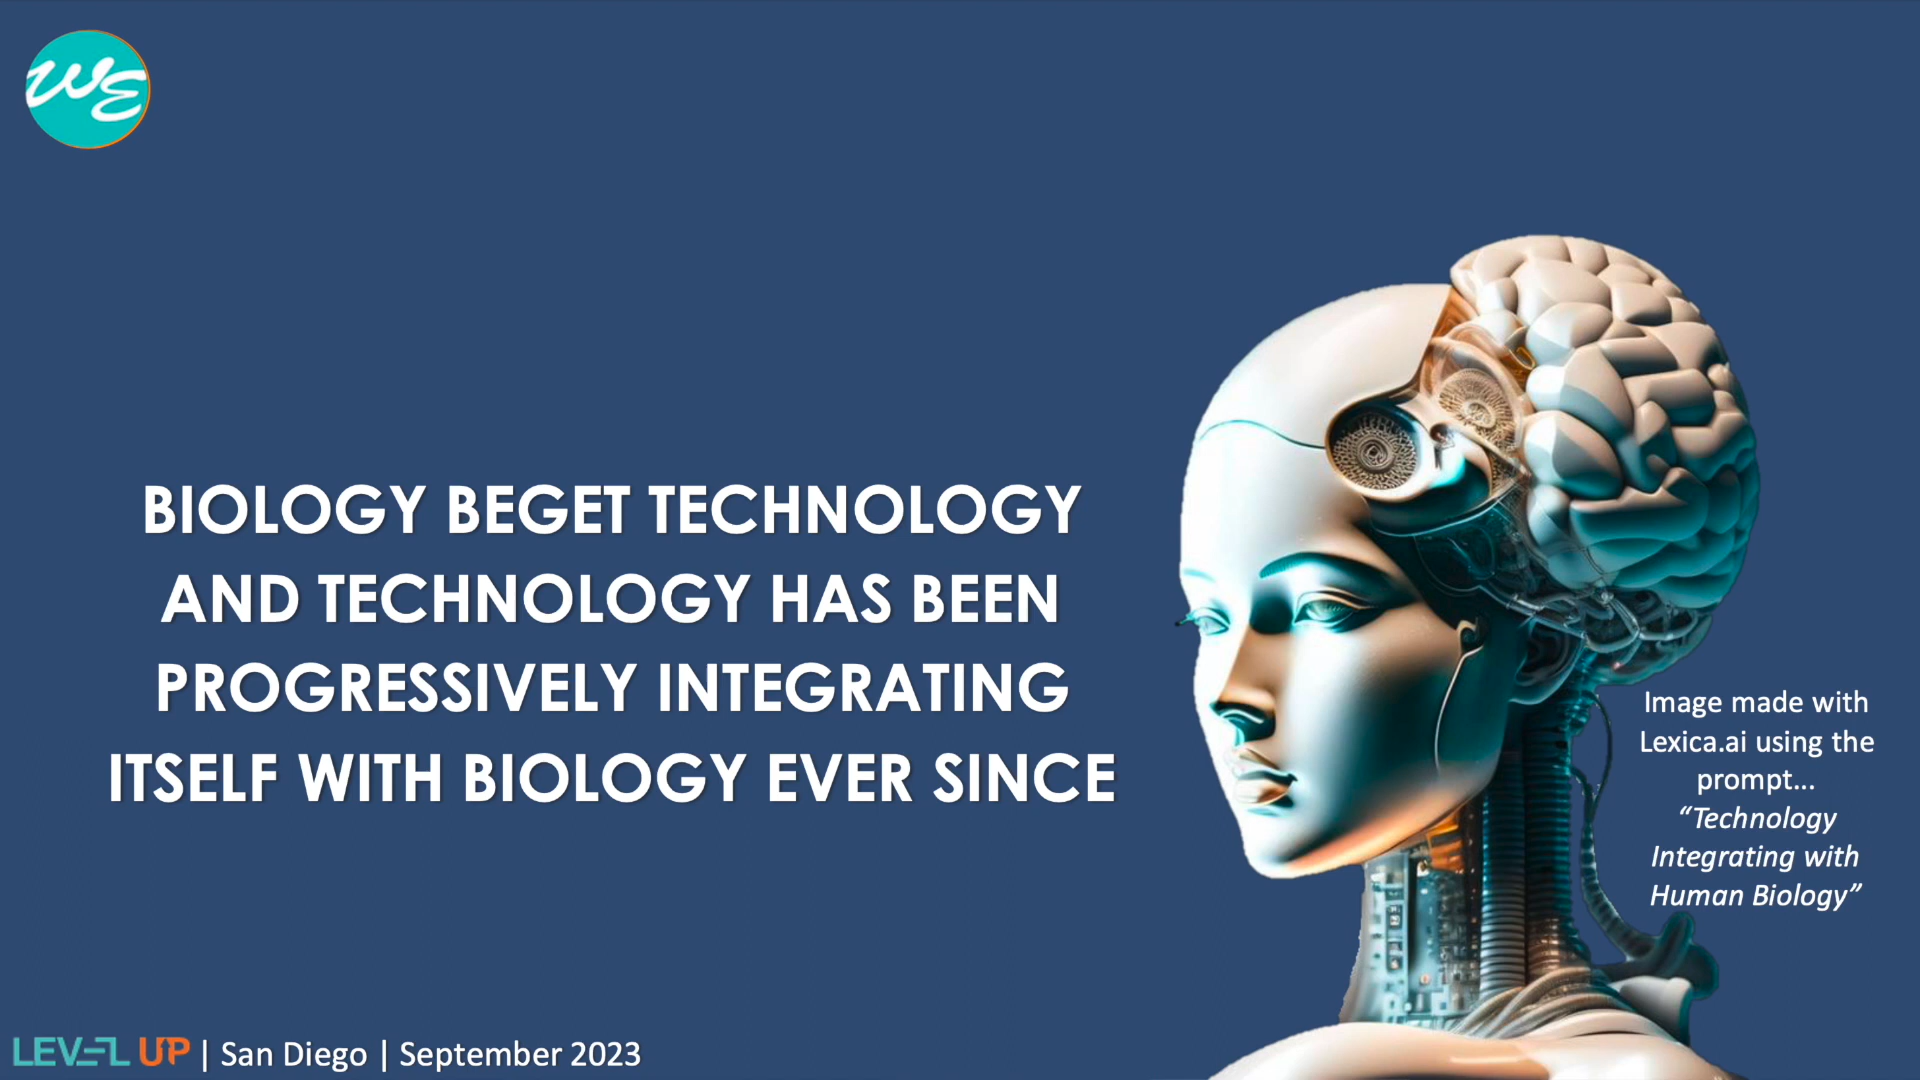 WE
BIOLOGY BEGET TECHNOLOGY
AND TECHNOLOGY HAS BEEN
PROGRESSIVELY INTEGRATING
ITSELF WITH BIOLOGY EVER SINCE
Image made with
Lexica.ai using the
prompt...
“Technology
Integrating with
Human Biology”
LEVEL UP | San Diego | September 2023